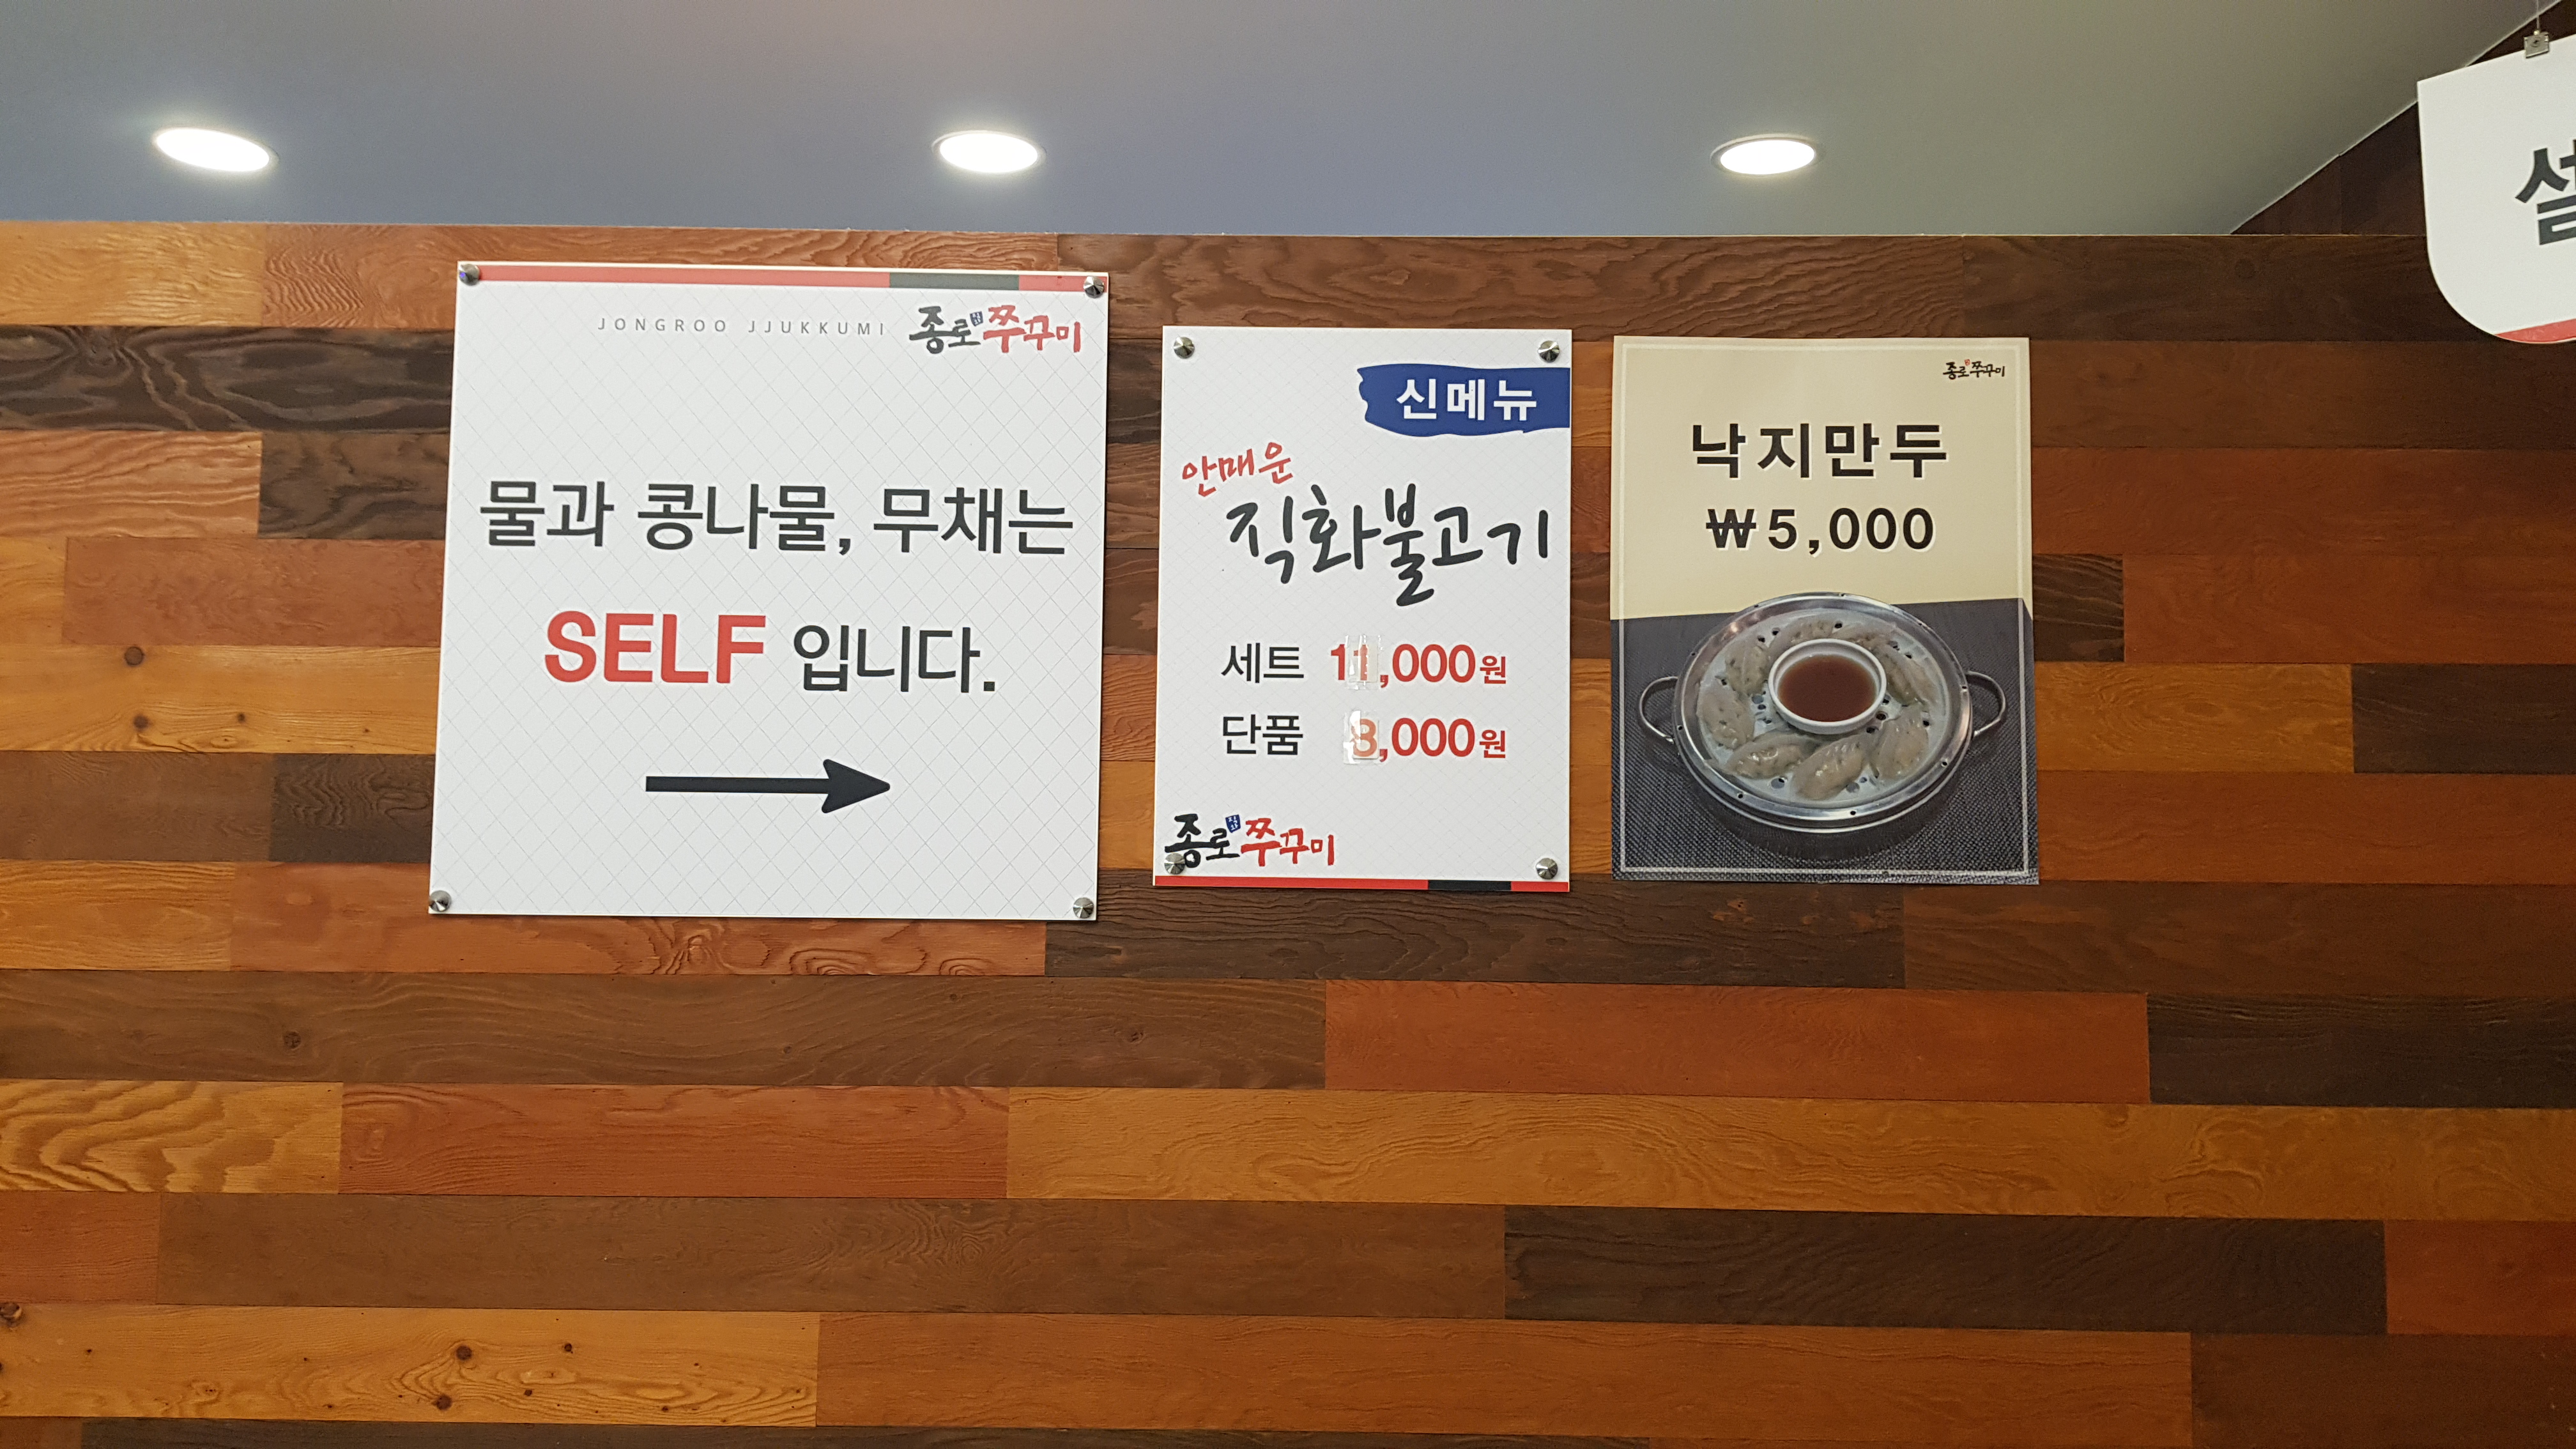 JONGROO JJUKKUMI 종로쭈꾸미
물과 콩나물, 무채는
SELF 입니다.
신메뉴
안매운
직화불고기
세트 11,000원
단품 8,000원
종로쭈꾸미
종로쭈꾸미
낙지만두
₩5,000